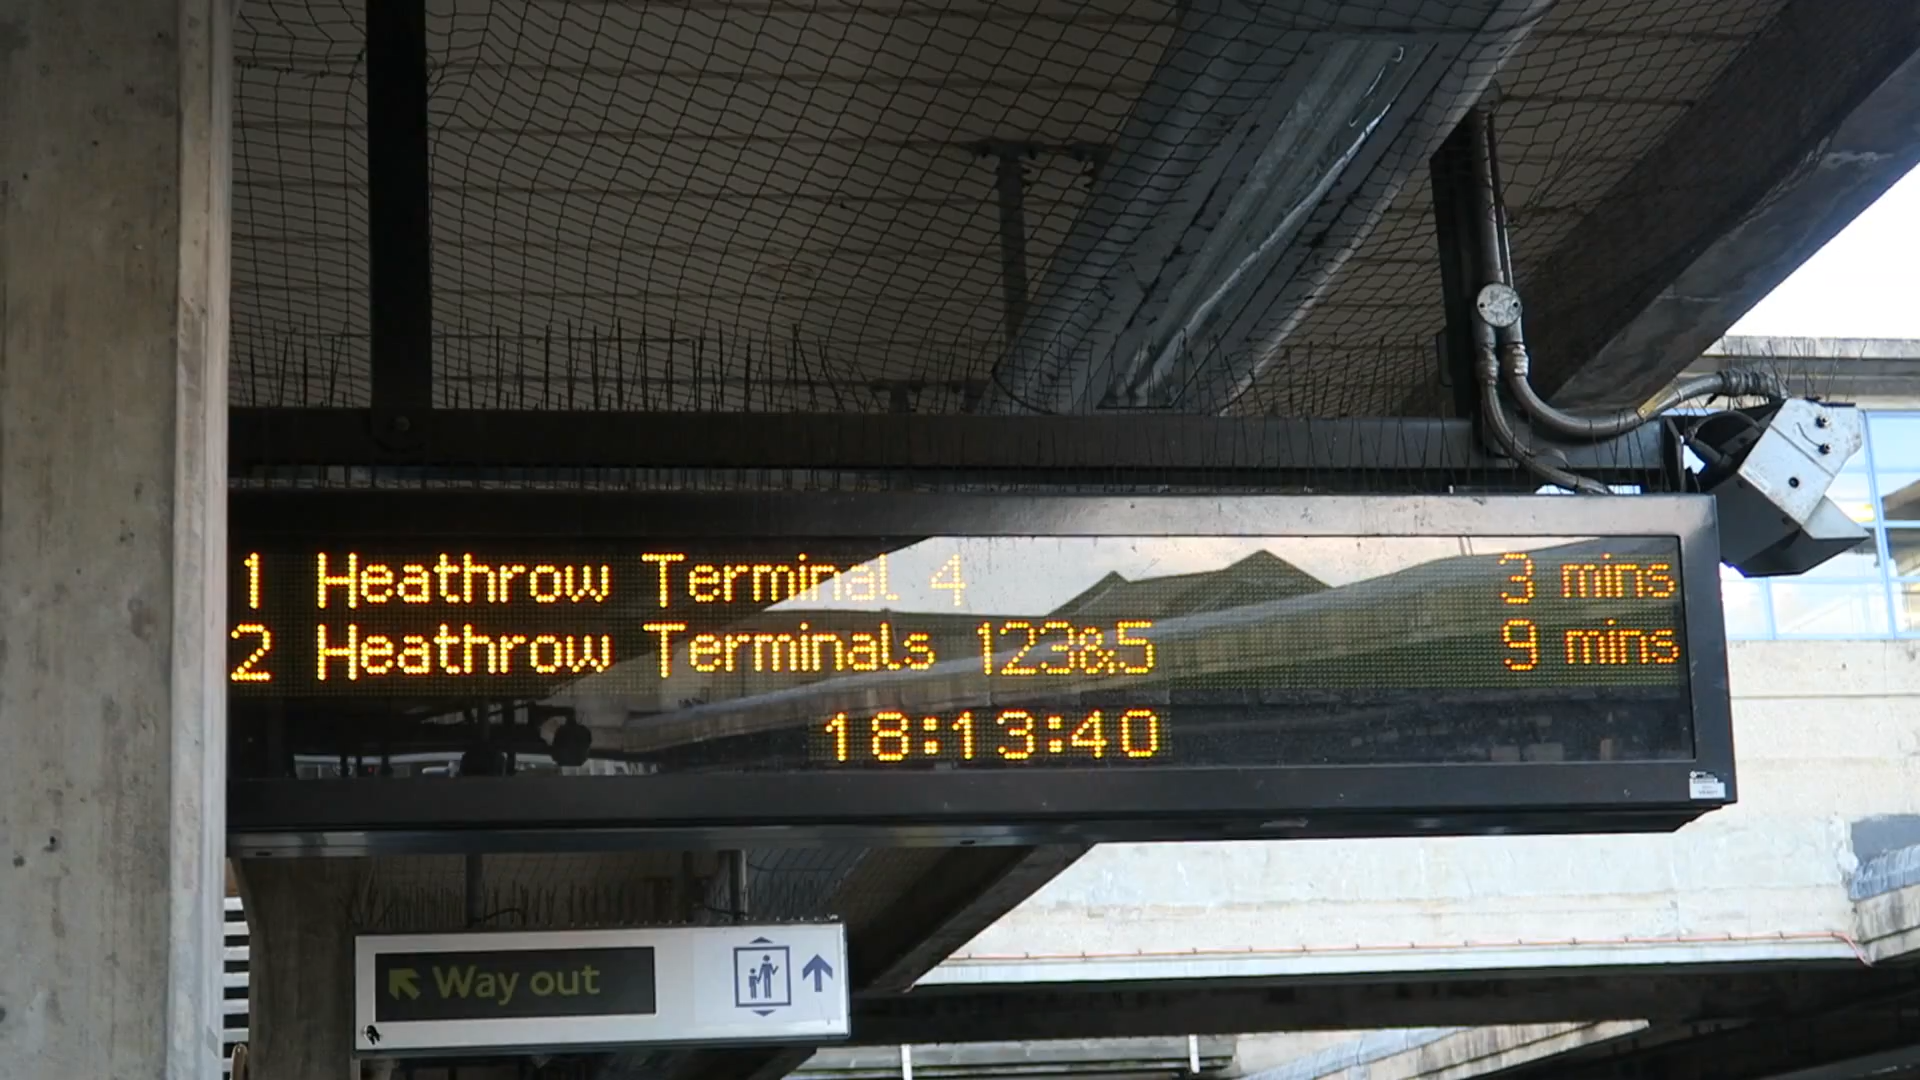 1 Heathrow Terminal 4 3 mins
2 Heathrow Terminals 123&5 9 mins
18:13:40
Way out